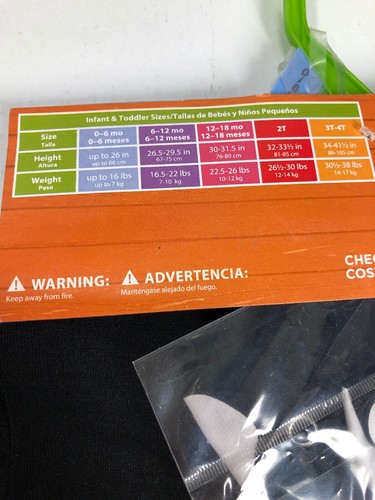 Infant & Toddler Sizes/Tallas de Bebés y Niños Pequeños
Size 0–6 mo 6–12 mo 12–18 mo 2T 3T-4T
Talla 0–6 meses 6–12 meses 12–18 meses
Height up to 26 in 26.5-29.5 in 30-31.5 in 32-33½ in 34-41½ in
Altura up to 66 cm 67-75 cm 76-80 cm 81-85 cm 86-105 cm
Weight up to 16 lbs 16.5-22 lbs 22.5-26 lbs 26½-30 lbs 30½-38 lbs
Peso up to 7 kg 7-10 kg 10-12 kg 12-14 kg 14-17 kg
WARNING: ADVERTENCIA:
Keep away from fire. Manténgase alejado del fuego.
CHE
COS